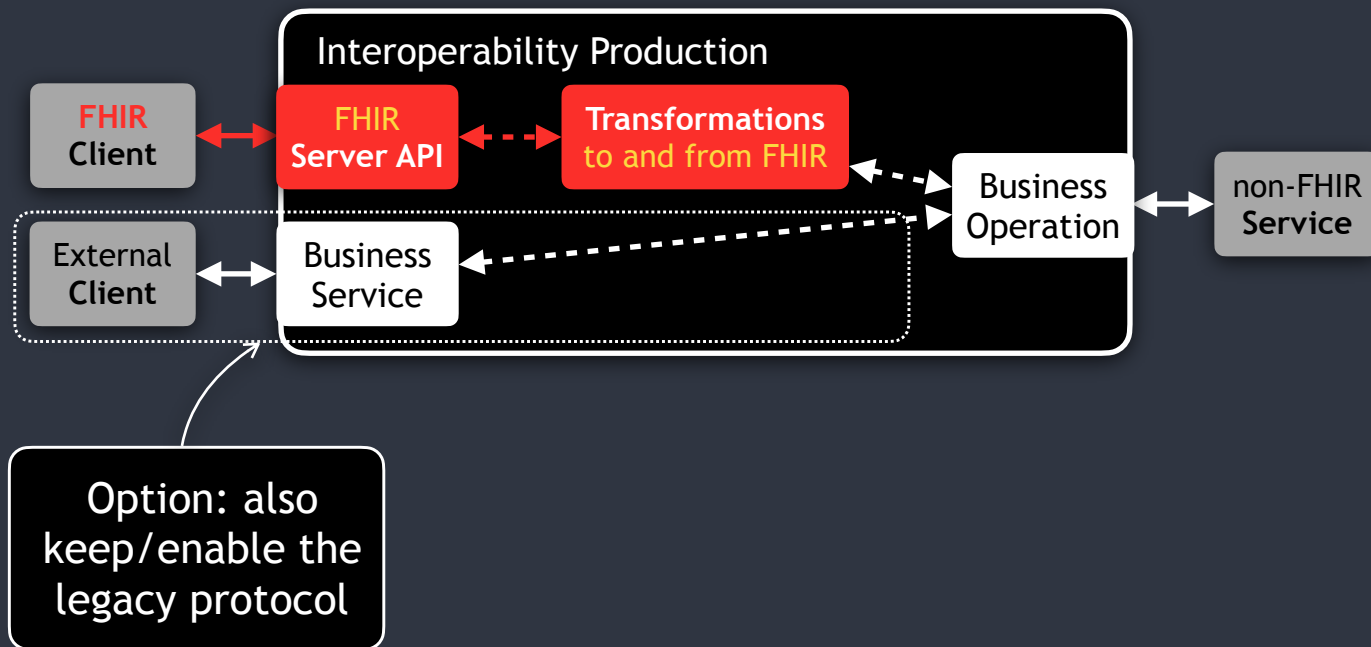 Interoperability Production
FHIR
Client
FHIR
Server API
Transformations
to and from FHIR
Business
Operation
non-FHIR
Service
External
Client
Business
Service
Option: also
keep/enable the
legacy protocol